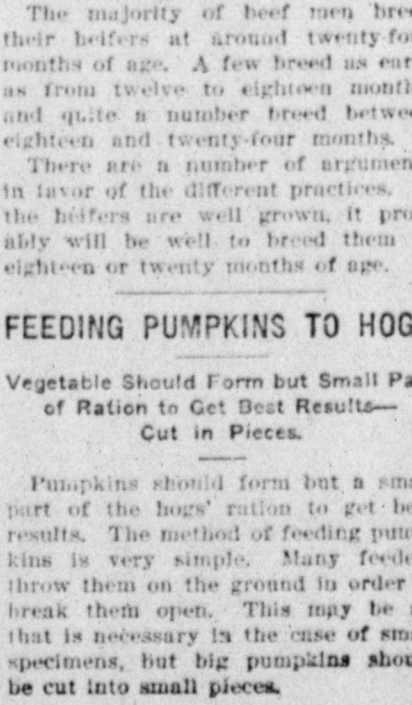 The majority of beef men bree
their heifers at around twenty-fo
months of age. A few breed as ear
as from twelve to eighteen month
and quite a number breed betwee
eighteen and twenty-four months.
There are a number of argumen
in favor of the different practices.
the heifers are well grown, it pro
ably will be well to breed them
eighteen or twenty months of age.
FEEDING PUMPKINS TO HOG
Vegetable Should Form but Small Pa
of Ration to Get Best Results—
Cut in Pieces.
Pumpkins should form but a sma
part of the hogs' ration to get be
results. The method of feeding pum
kins is very simple. Many feede
throw them on the ground in order
break them open. This may be
that is necessary in the case of sma
specimens, but big pumpkins shou
be cut into small pieces.